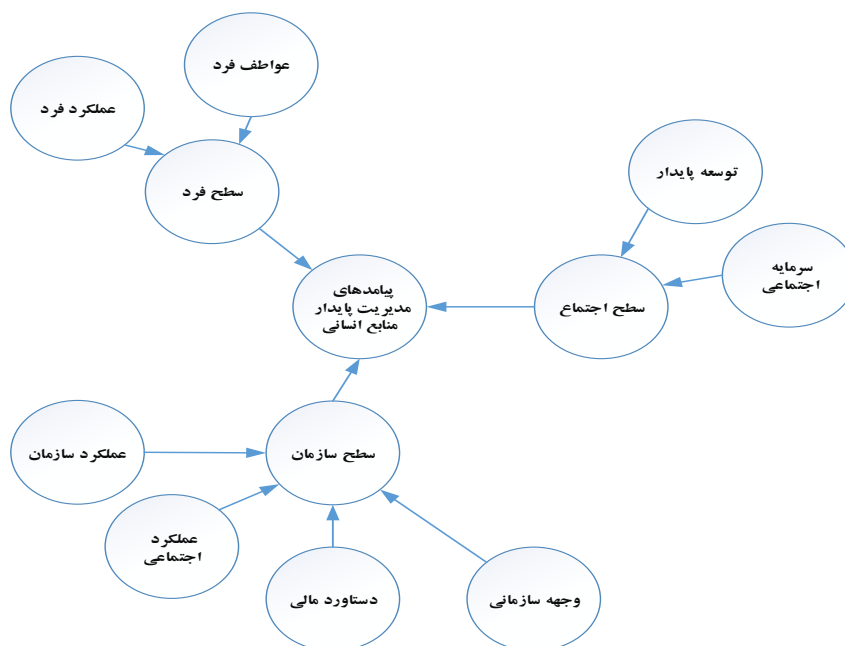 عواطف فرد
عملکرد فرد
سطح فرد
توسعه پایدار
سرمایه
اجتماعی
سطح اجتماع
پیامدهای
مدیریت پایدار
منابع انسانی
سطح سازمان
عملکرد سازمان
عملکرد
اجتماعی
دستاورد مالی
وجهه سازمانی